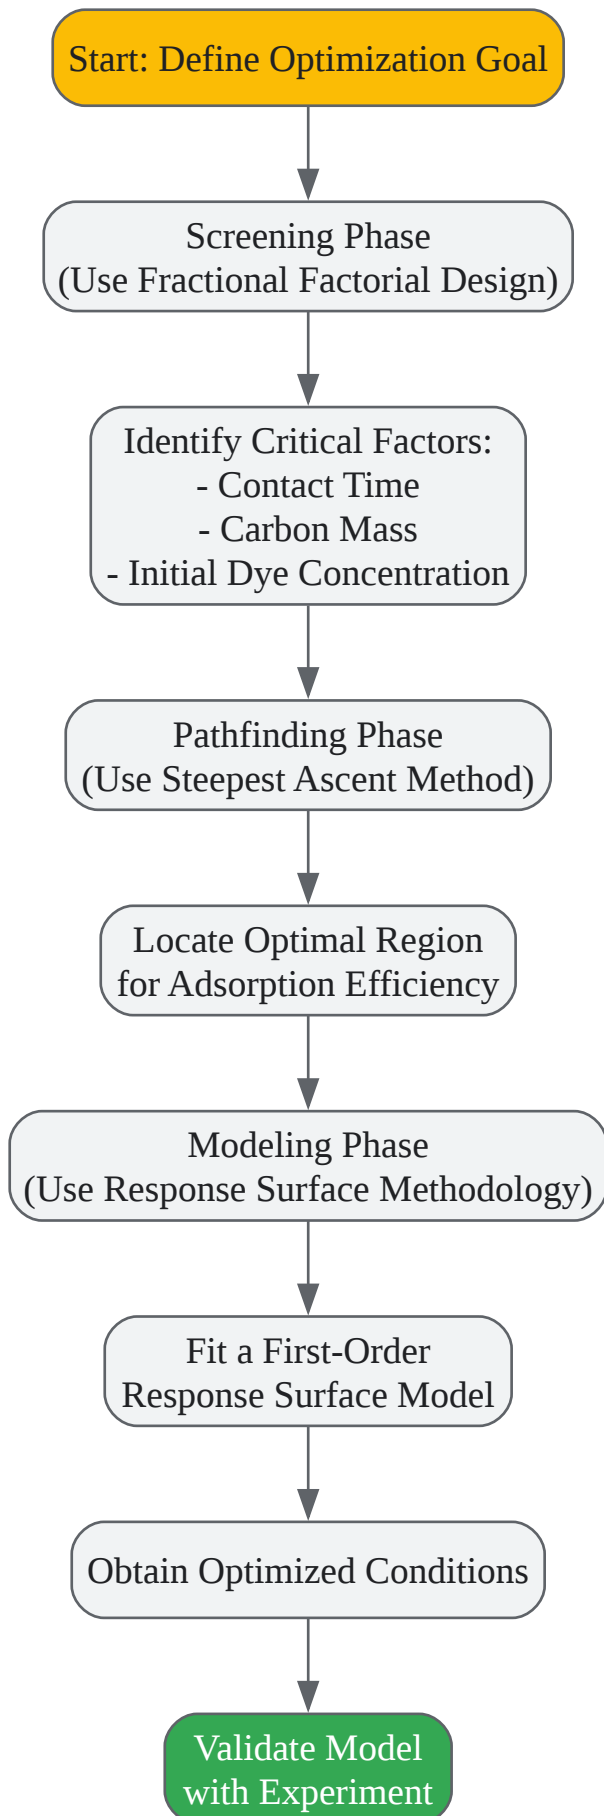 Start: Define Optimization Goal
Screening Phase
(Use Fractional Factorial Design)
Identify Critical Factors:
- Contact Time
- Carbon Mass
- Initial Dye Concentration
Pathfinding Phase
(Use Steepest Ascent Method)
Locate Optimal Region
for Adsorption Efficiency
Modeling Phase
(Use Response Surface Methodology)
Fit a First-Order
Response Surface Model
Obtain Optimized Conditions
Validate Model
with Experiment